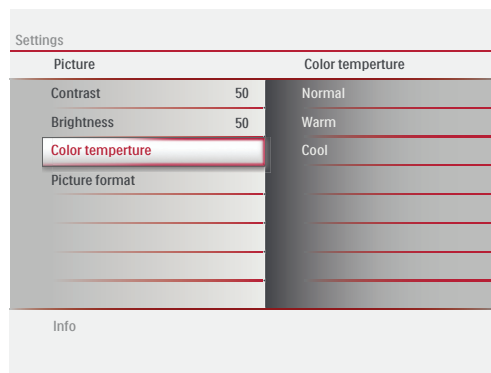 Settings
Picture
Color temperture
Contrast 50
Normal
Brightness 50
Warm
Color temperture
Cool
Picture format
Info